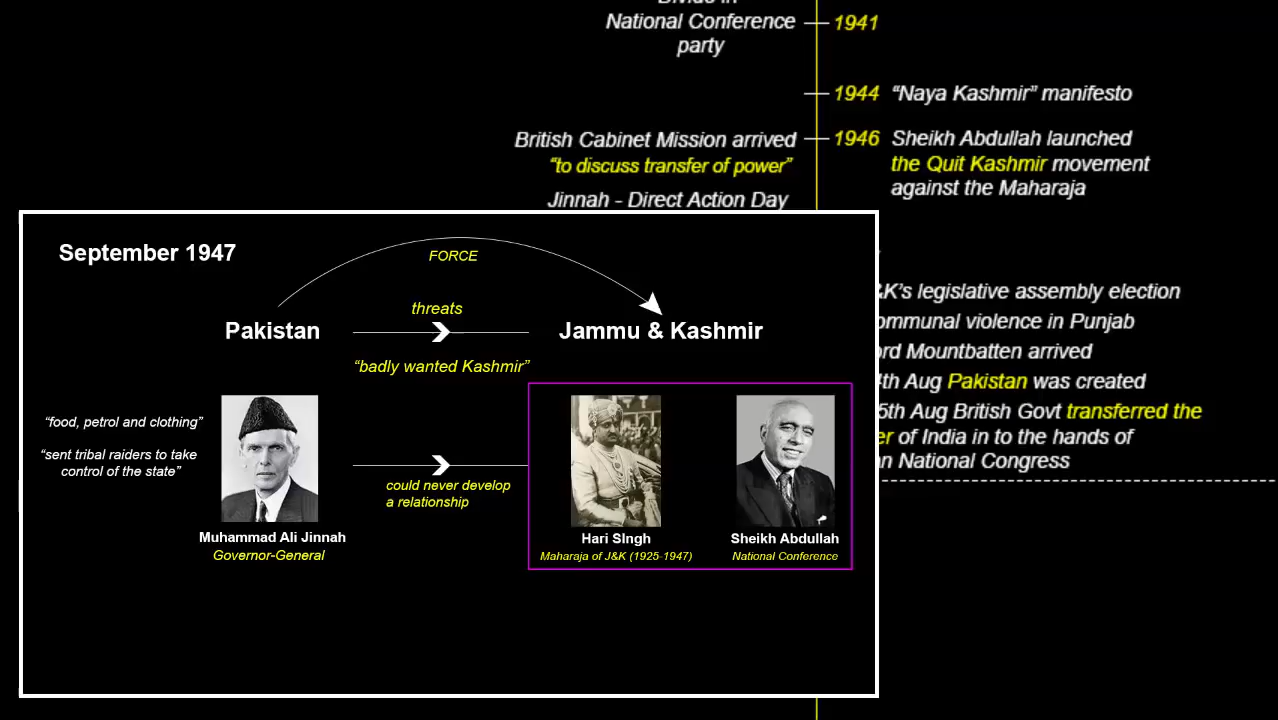 National Conference
party
1941
1944 “Naya Kashmir” manifesto
British Cabinet Mission arrived
“to discuss transfer of power”
Jinnah - Direct Action Day
1946 Sheikh Abdullah launched
the Quit Kashmir movement
against the Maharaja
&K's legislative assembly election
ommunal violence in Punjab
ord Mountbatten arrived
4th Aug Pakistan was created
5th Aug British Govt transferred the
er of India in to the hands of
an National Congress
September 1947
FORCE
threats
Pakistan
Jammu & Kashmir
“badly wanted Kashmir”
“food, petrol and clothing”
“sent tribal raiders to take
control of the state”
could never develop
a relationship
Muhammad Ali Jinnah
Governor-General
Hari SIngh
Maharaja of J&K (1925-1947)
Sheikh Abdullah
National Conference